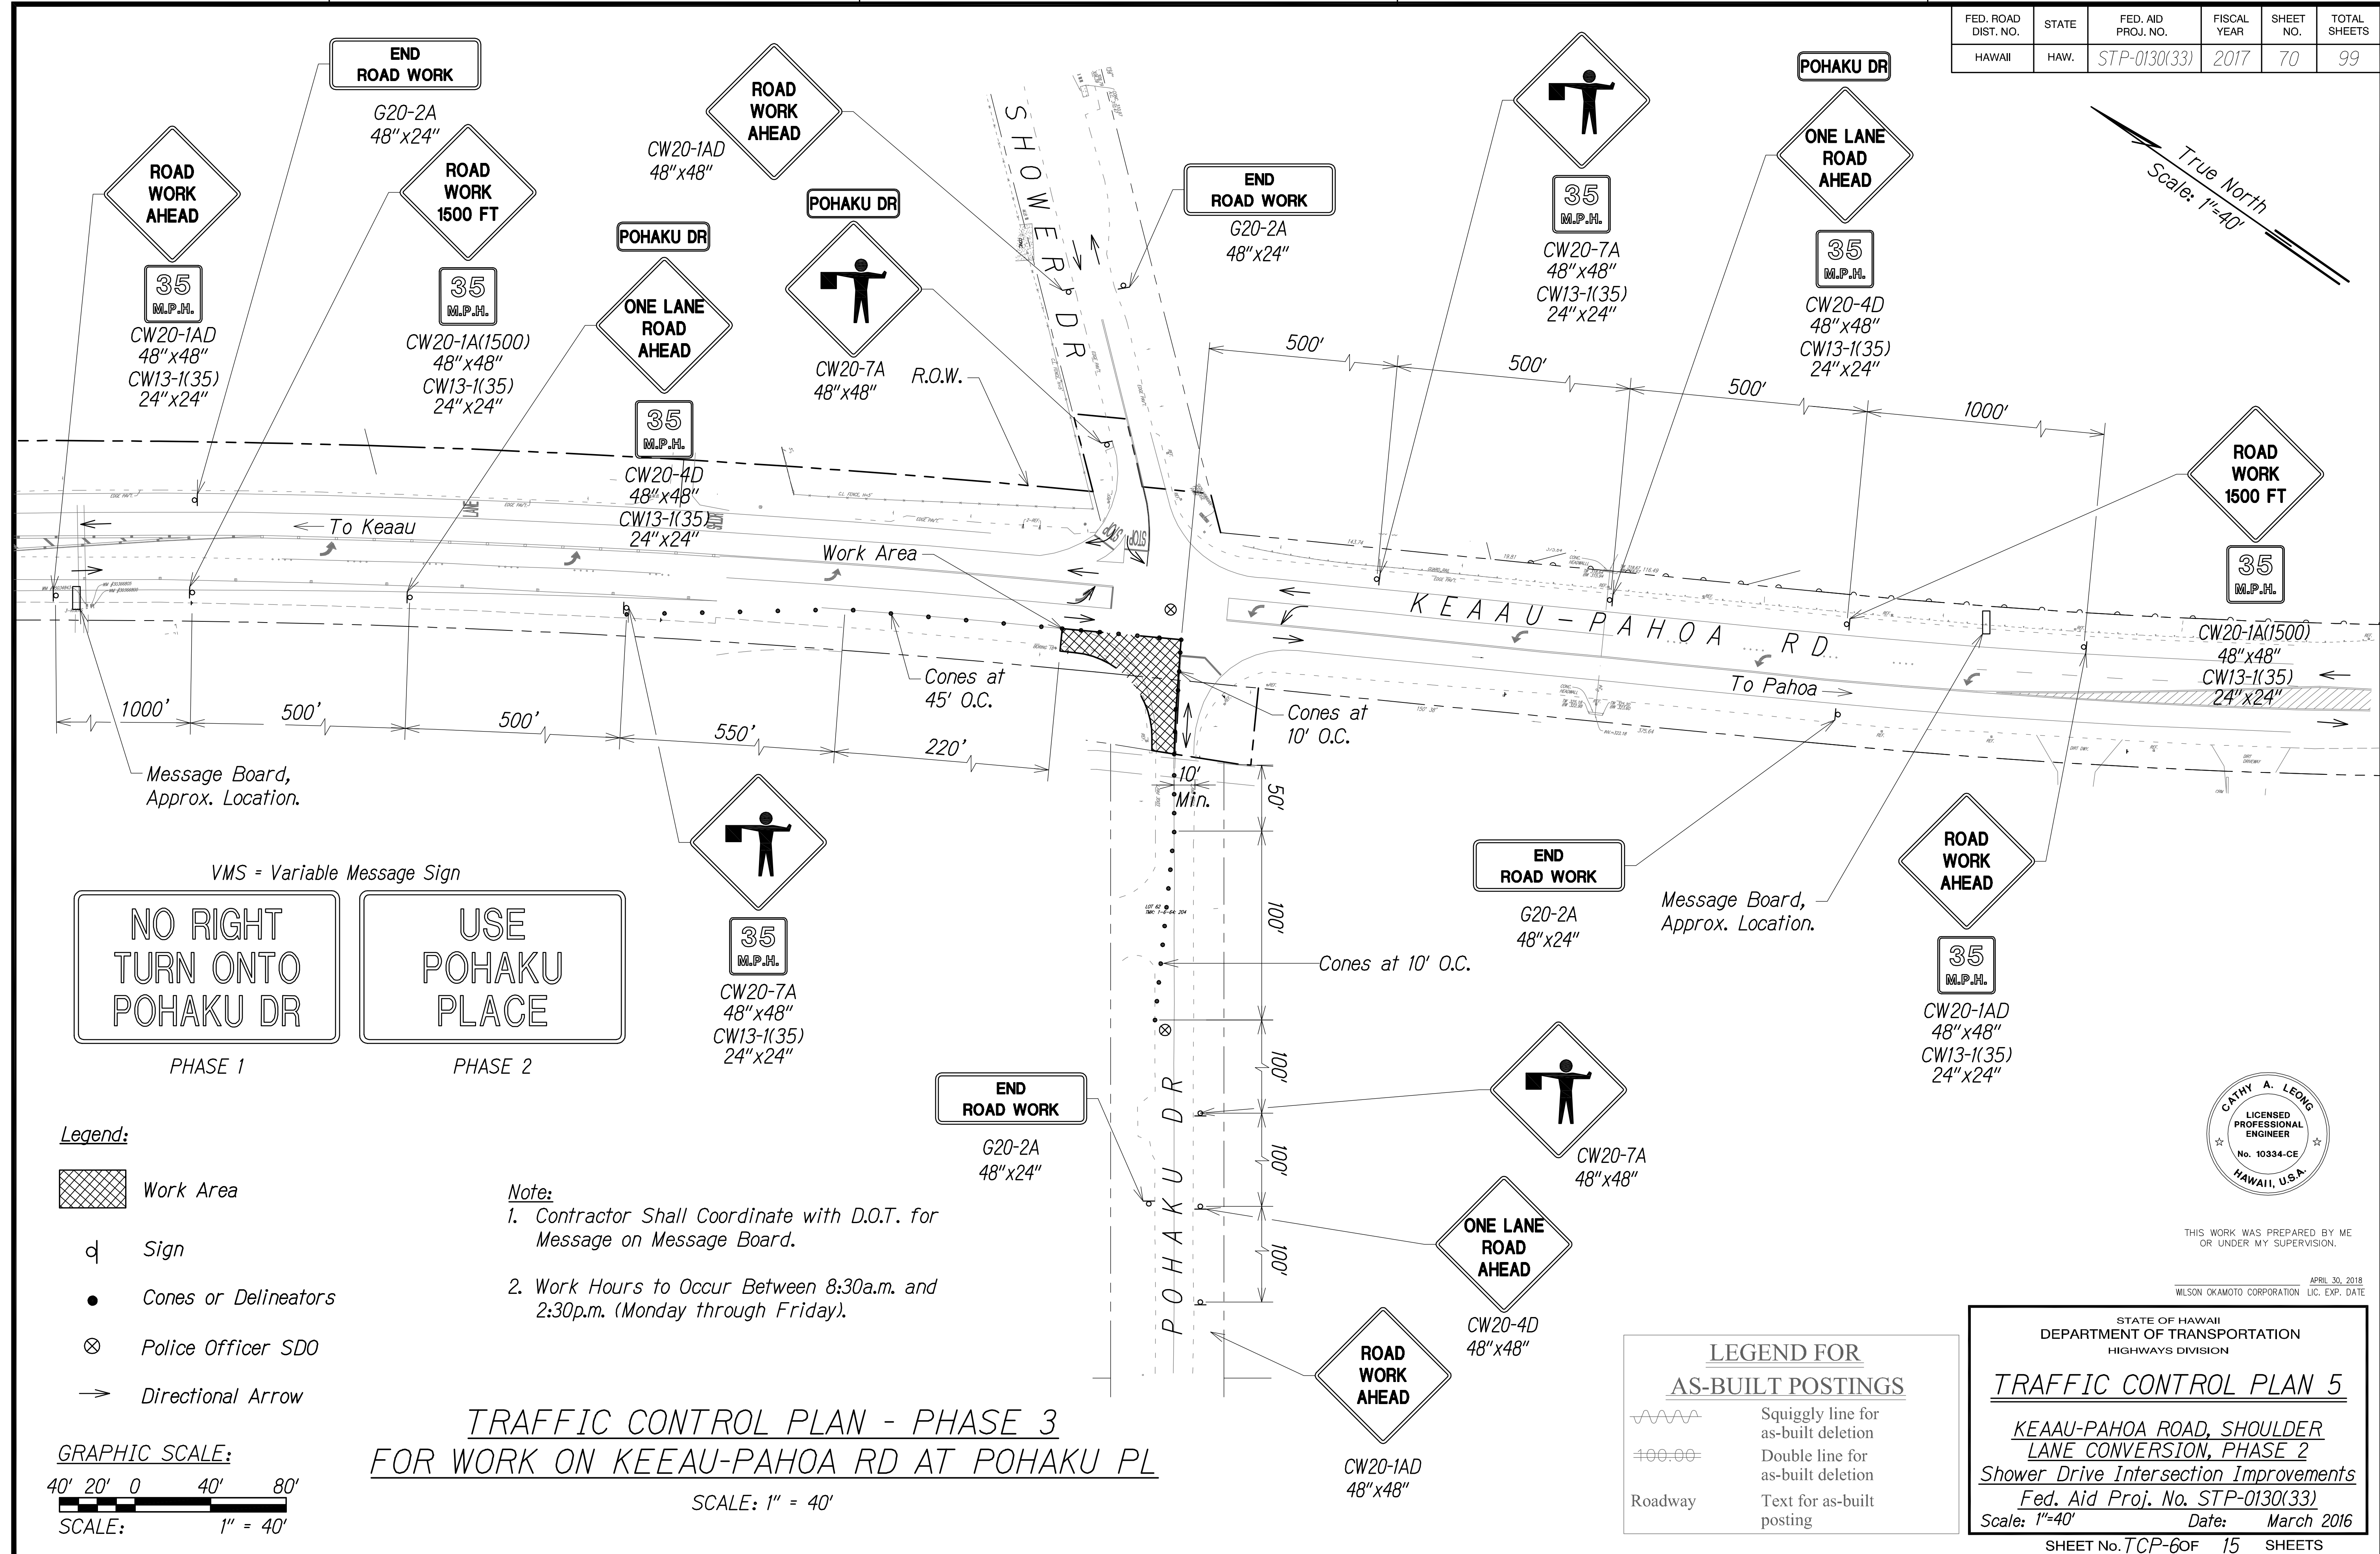 FED. ROAD DIST. NO.
STATE
FED. AID PROJ. NO.
FISCAL YEAR
SHEET NO.
TOTAL SHEETS
HAWAII
HAW.
STP-0130(33)
2017
70
99
END
ROAD WORK
G20-2A
48"x24"
ROAD
WORK
AHEAD
35
M.P.H.
CW20-1AD
48"x48"
CW13-1(35)
24"x24"
ROAD
WORK
1500 FT
35
M.P.H.
CW20-1A(1500)
48"x48"
CW13-1(35)
24"x24"
POHAKU DR
ONE LANE
ROAD
AHEAD
35
M.P.H.
CW20-4D
48"x48"
CW13-1(35)
24"x24"
ROAD
WORK
AHEAD
CW20-1AD
48"x48"
POHAKU DR
CW20-7A
48"x48"
R.O.W.
SHOWER DR
END
ROAD WORK
G20-2A
48"x24"
35
M.P.H.
CW20-7A
48"x48"
CW13-1(35)
24"x24"
POHAKU DR
ONE LANE
ROAD
AHEAD
35
M.P.H.
CW20-4D
48"x48"
CW13-1(35)
24"x24"
True North
Scale: 1"=40'
500'
500'
500'
1000'
ROAD
WORK
1500 FT
35
M.P.H.
CW20-1A(1500)
48"x48"
CW13-1(35)
24"x24"
To Keaau
Work Area
STOP
STOP
KEAAU-PAHOA RD
To Pahoa
Cones at
45' O.C.
Cones at
10' O.C.
1000'
500'
500'
550'
220'
Message Board,
Approx. Location.
10'
Min.
50'
100'
100'
100'
100'
LOT 62
TMK: 1-6-64: 204
Cones at 10' O.C.
POHAKU DR
35
M.P.H.
CW20-7A
48"x48"
CW13-1(35)
24"x24"
VMS = Variable Message Sign
NO RIGHT
TURN ONTO
POHAKU DR
PHASE 1
USE
POHAKU
PLACE
PHASE 2
END
ROAD WORK
G20-2A
48"x24"
Message Board,
Approx. Location.
ROAD
WORK
AHEAD
35
M.P.H.
CW20-1AD
48"x48"
CW13-1(35)
24"x24"
END
ROAD WORK
G20-2A
48"x24"
CW20-7A
48"x48"
ONE LANE
ROAD
AHEAD
CW20-4D
48"x48"
ROAD
WORK
AHEAD
CW20-1AD
48"x48"
Legend:
Work Area
Sign
Cones or Delineators
Police Officer SDO
Directional Arrow
Note:
1. Contractor Shall Coordinate with D.O.T. for
Message on Message Board.
2. Work Hours to Occur Between 8:30a.m. and
2:30p.m. (Monday through Friday).
TRAFFIC CONTROL PLAN - PHASE 3
FOR WORK ON KEEAU-PAHOA RD AT POHAKU PL
SCALE: 1" = 40'
GRAPHIC SCALE:
40' 20' 0 40' 80'
SCALE: 1" = 40'
LEGEND FOR
AS-BUILT POSTINGS
Squiggly line for
as-built deletion
100.00
Double line for
as-built deletion
Roadway
Text for as-built
posting
CATHY A. LEONG
LICENSED
PROFESSIONAL
ENGINEER
No. 10334-CE
HAWAII, U.S.A.
THIS WORK WAS PREPARED BY ME
OR UNDER MY SUPERVISION.
APRIL 30, 2018
WILSON OKAMOTO CORPORATION LIC. EXP. DATE
STATE OF HAWAII
DEPARTMENT OF TRANSPORTATION
HIGHWAYS DIVISION
TRAFFIC CONTROL PLAN 5
KEAAU-PAHOA ROAD, SHOULDER
LANE CONVERSION, PHASE 2
Shower Drive Intersection Improvements
Fed. Aid Proj. No. STP-0130(33)
Scale: 1"=40' Date: March 2016
SHEET No. TCP-6 OF 15 SHEETS